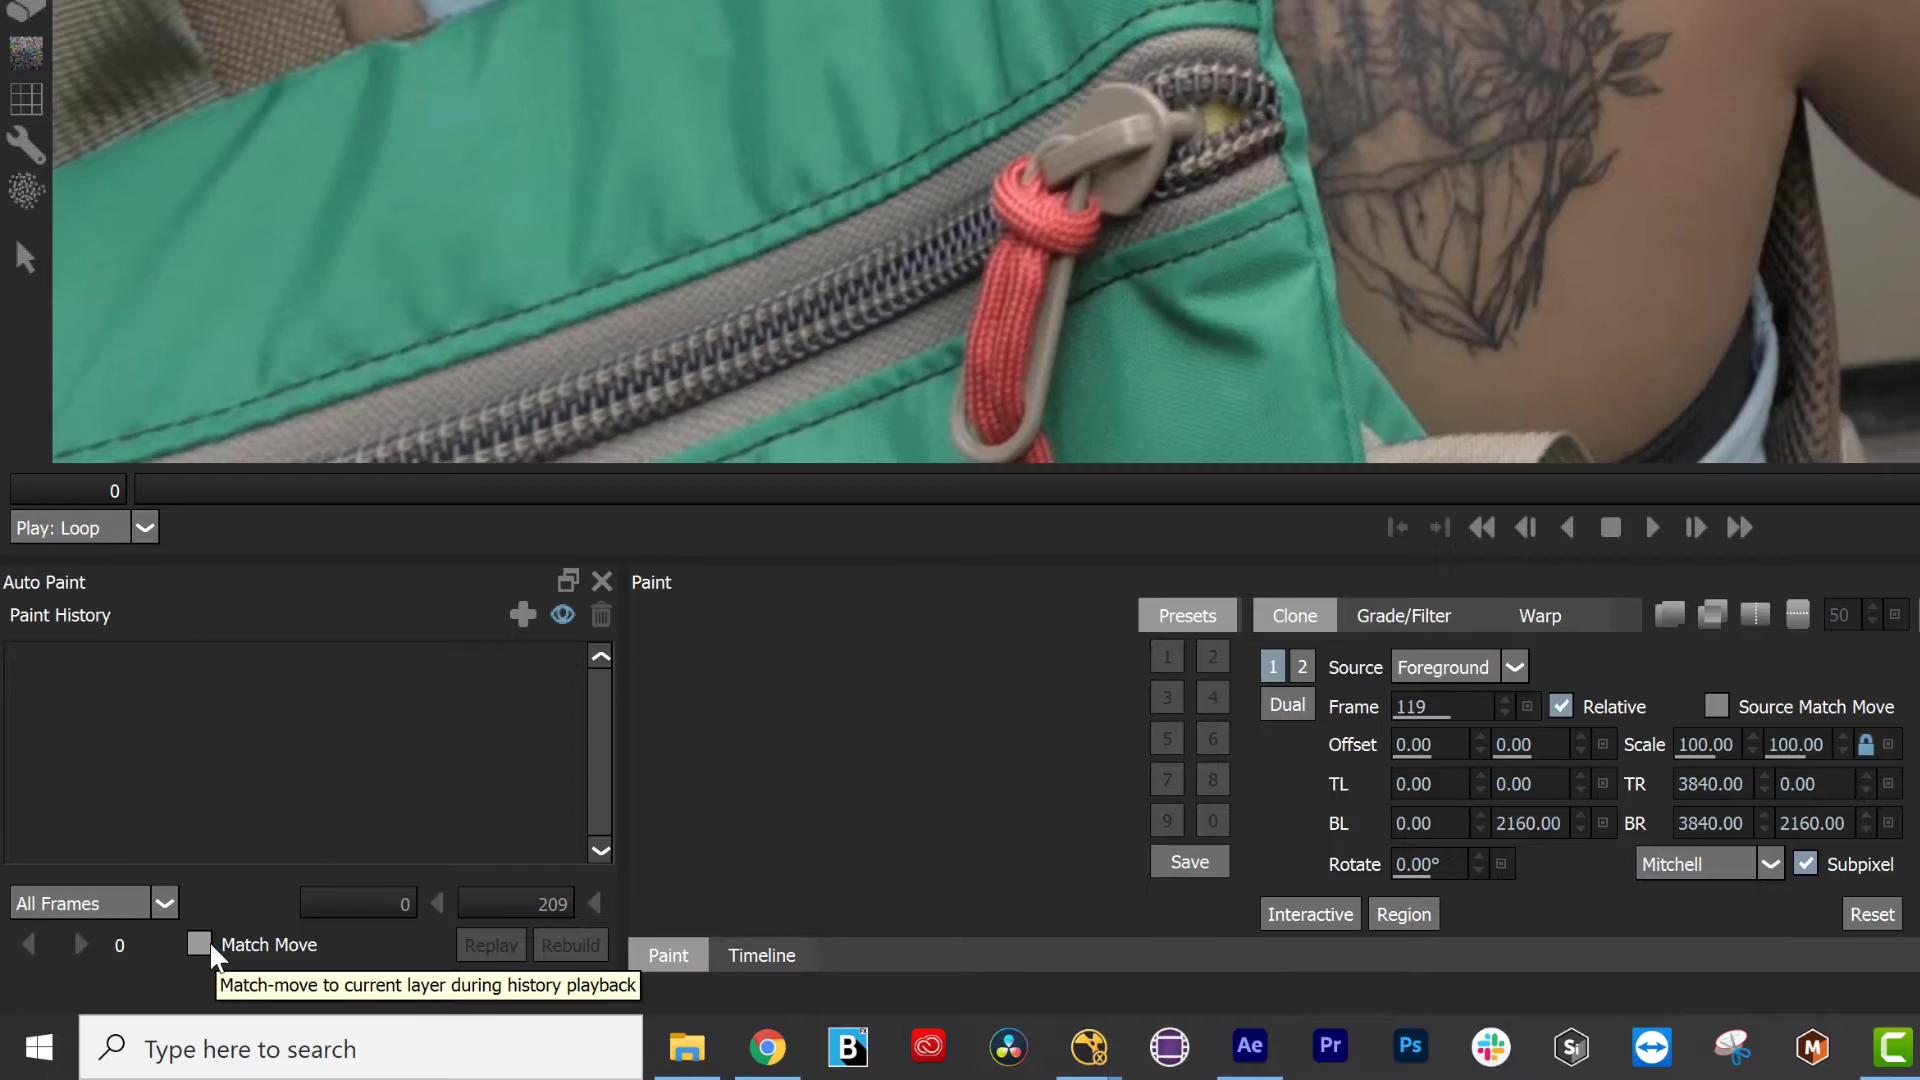 0
Play: Loop
Auto Paint
Paint
Paint History
Presets
Clone
Grade/Filter
Warp
50
1
2
1
2
Source
Foreground
3
4
Dual
Frame
119
Relative
Source Match Move
5
6
Offset
0.00
0.00
Scale
100.00
100.00
7
8
TL
0.00
0.00
TR
3840.00
0.00
9
0
BL
0.00
2160.00
BR
3840.00
2160.00
Save
Rotate
0.00°
Mitchell
Subpixel
All Frames
0
209
Interactive
Region
Reset
0
Match Move
Replay
Rebuild
Paint
Timeline
Match-move to current layer during history playback
Type here to search
B
FX
Ae
Pr
Ps
Si
M
C